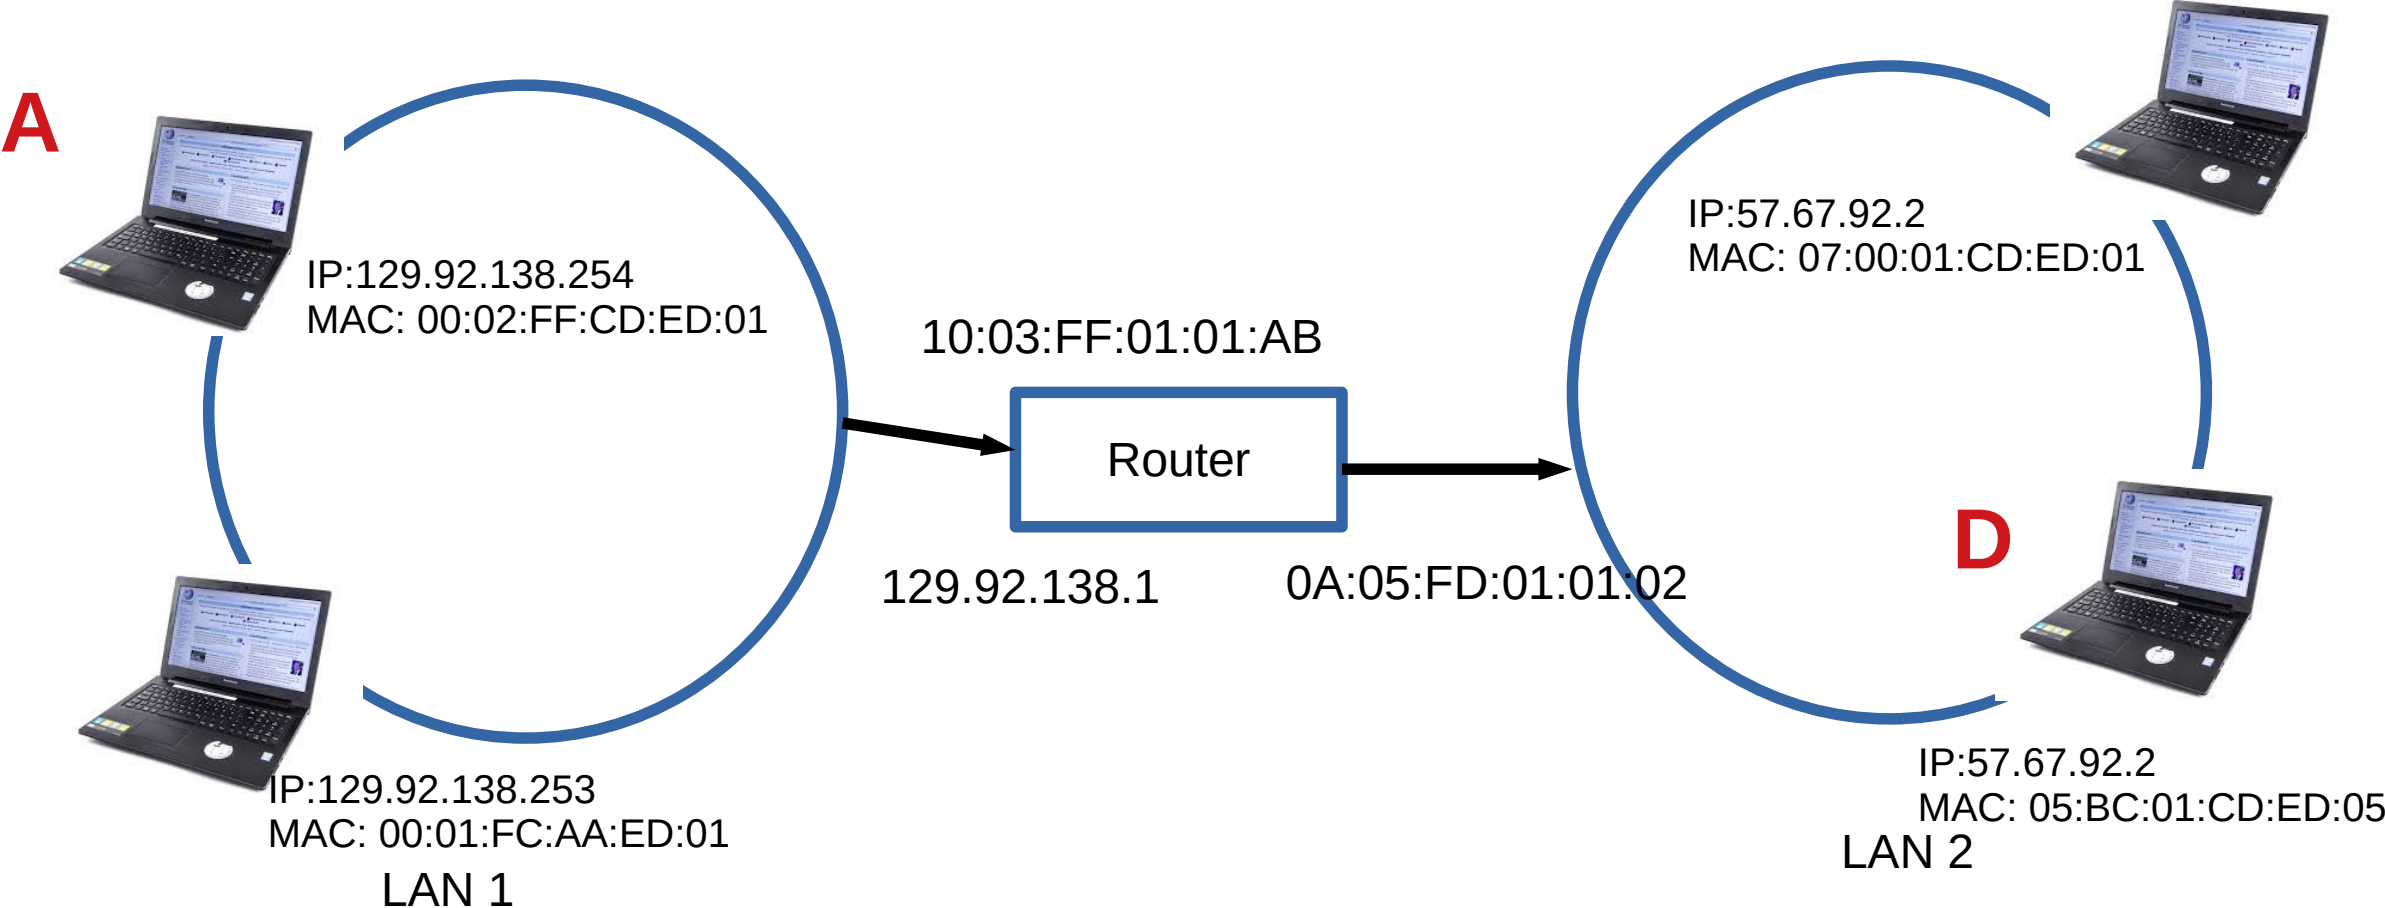 A
IP:129.92.138.254
MAC: 00:02:FF:CD:ED:01
IP:129.92.138.253
MAC: 00:01:FC:AA:ED:01
LAN 1
10:03:FF:01:01:AB
Router
129.92.138.1
0A:05:FD:01:01:02
IP:57.67.92.2
MAC: 07:00:01:CD:ED:01
D
IP:57.67.92.2
MAC: 05:BC:01:CD:ED:05
LAN 2